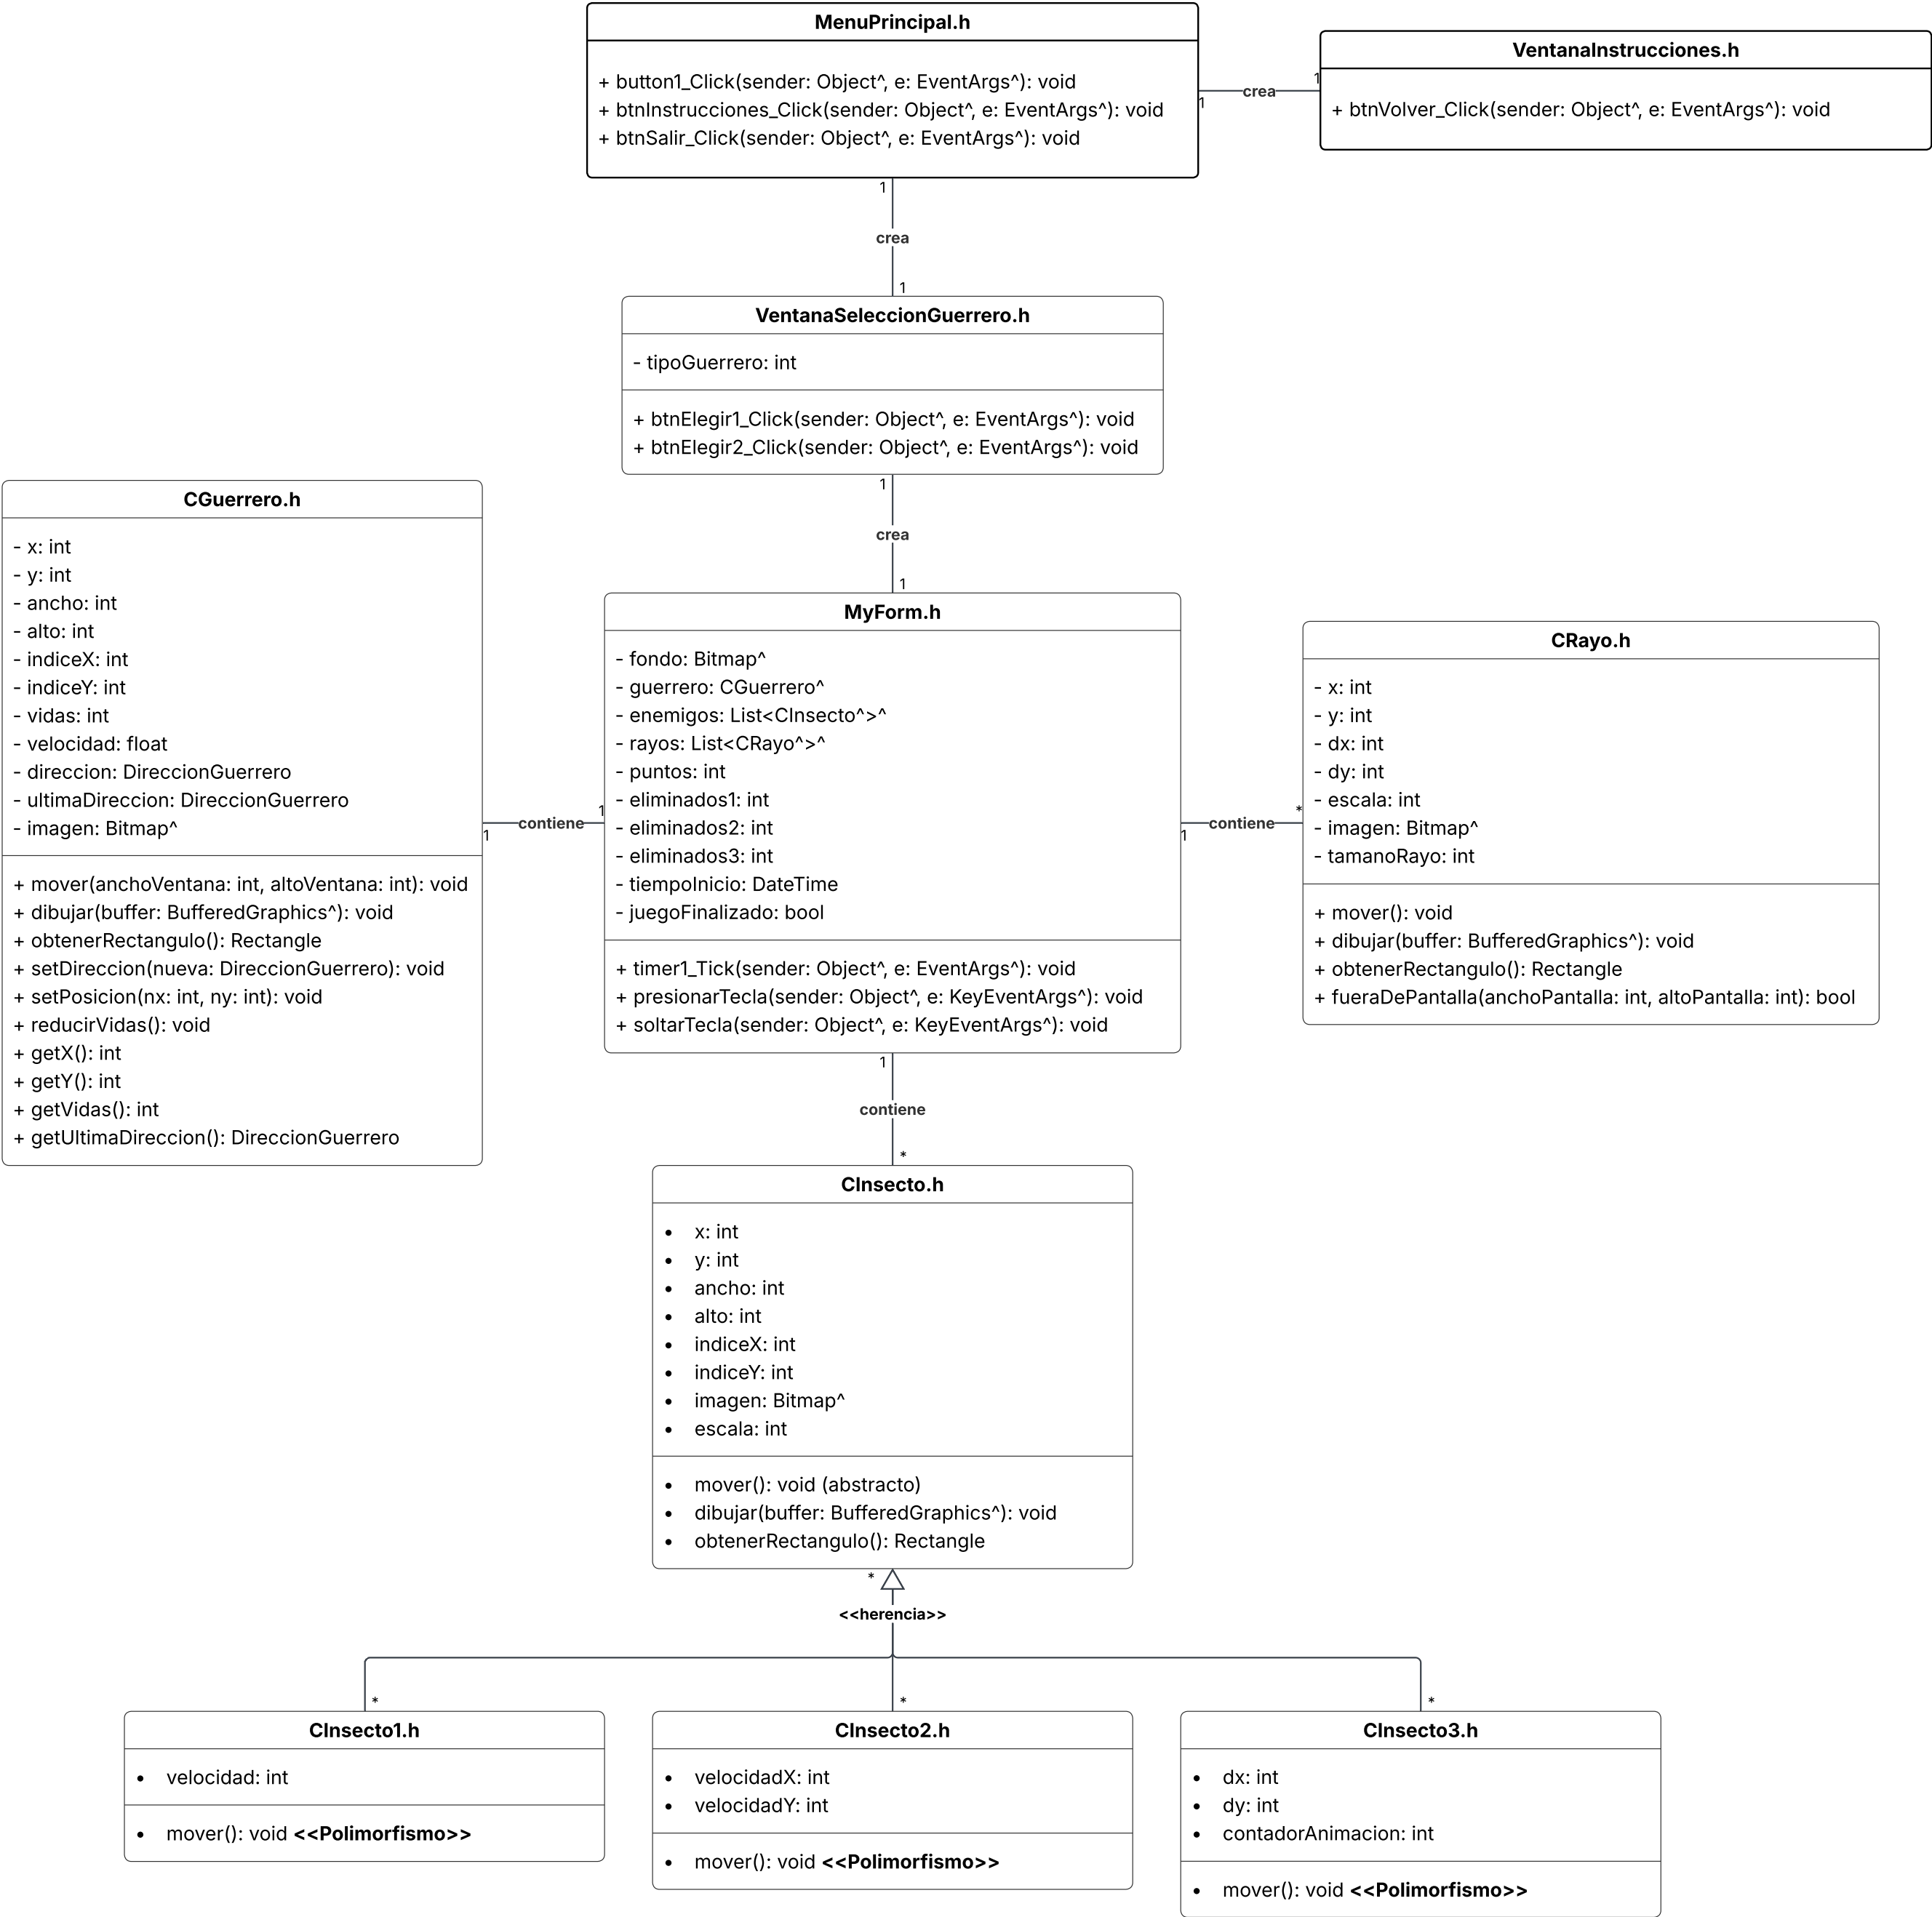 MenuPrincipal.h
+ button1_Click(sender: Object^, e: EventArgs^): void
+ btnInstrucciones_Click(sender: Object^, e: EventArgs^): void
+ btnSalir_Click(sender: Object^, e: EventArgs^): void
1
crea
1
VentanaInstrucciones.h
+ btnVolver_Click(sender: Object^, e: EventArgs^): void
1
crea
1
VentanaSeleccionGuerrero.h
- tipoGuerrero: int
+ btnElegir1_Click(sender: Object^, e: EventArgs^): void
+ btnElegir2_Click(sender: Object^, e: EventArgs^): void
1
crea
1
CGuerrero.h
- x: int
- y: int
- ancho: int
- alto: int
- indiceX: int
- indiceY: int
- vidas: int
- velocidad: float
- direccion: DireccionGuerrero
- ultimaDireccion: DireccionGuerrero
- imagen: Bitmap^
+ mover(anchoVentana: int, altoVentana: int): void
+ dibujar(buffer: BufferedGraphics^): void
+ obtenerRectangulo(): Rectangle
+ setDireccion(nueva: DireccionGuerrero): void
+ setPosicion(nx: int, ny: int): void
+ reducirVidas(): void
+ getX(): int
+ getY(): int
+ getVidas(): int
+ getUltimaDireccion(): DireccionGuerrero
1
contiene
1
MyForm.h
- fondo: Bitmap^
- guerrero: CGuerrero^
- enemigos: List<CInsecto^>^
- rayos: List<CRayo^>^
- puntos: int
- eliminados1: int
- eliminados2: int
- eliminados3: int
- tiempoInicio: DateTime
- juegoFinalizado: bool
+ timer1_Tick(sender: Object^, e: EventArgs^): void
+ presionarTecla(sender: Object^, e: KeyEventArgs^): void
+ soltarTecla(sender: Object^, e: KeyEventArgs^): void
1
contiene
*
CRayo.h
- x: int
- y: int
- dx: int
- dy: int
- escala: int
- imagen: Bitmap^
- tamanoRayo: int
+ mover(): void
+ dibujar(buffer: BufferedGraphics^): void
+ obtenerRectangulo(): Rectangle
+ fueraDePantalla(anchoPantalla: int, altoPantalla: int): bool
1
contiene
*
CInsecto.h
• x: int
• y: int
• ancho: int
• alto: int
• indiceX: int
• indiceY: int
• imagen: Bitmap^
• escala: int
• mover(): void (abstracto)
• dibujar(buffer: BufferedGraphics^): void
• obtenerRectangulo(): Rectangle
*
<<herencia>>
*
*
*
CInsecto1.h
• velocidad: int
• mover(): void <<Polimorfismo>>
CInsecto2.h
• velocidadX: int
• velocidadY: int
• mover(): void <<Polimorfismo>>
CInsecto3.h
• dx: int
• dy: int
• contadorAnimacion: int
• mover(): void <<Polimorfismo>>